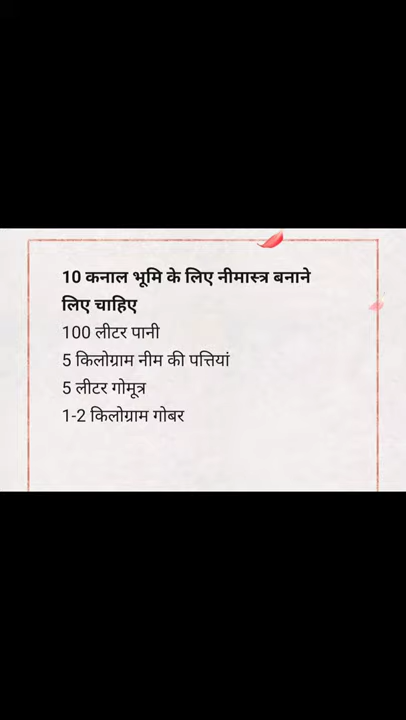 10 कनाल भूमि के लिए नीमास्त्र बनाने
लिए चाहिए
100 लीटर पानी
5 किलोग्राम नीम की पत्तियां
5 लीटर गोमूत्र
1-2 किलोग्राम गोबर